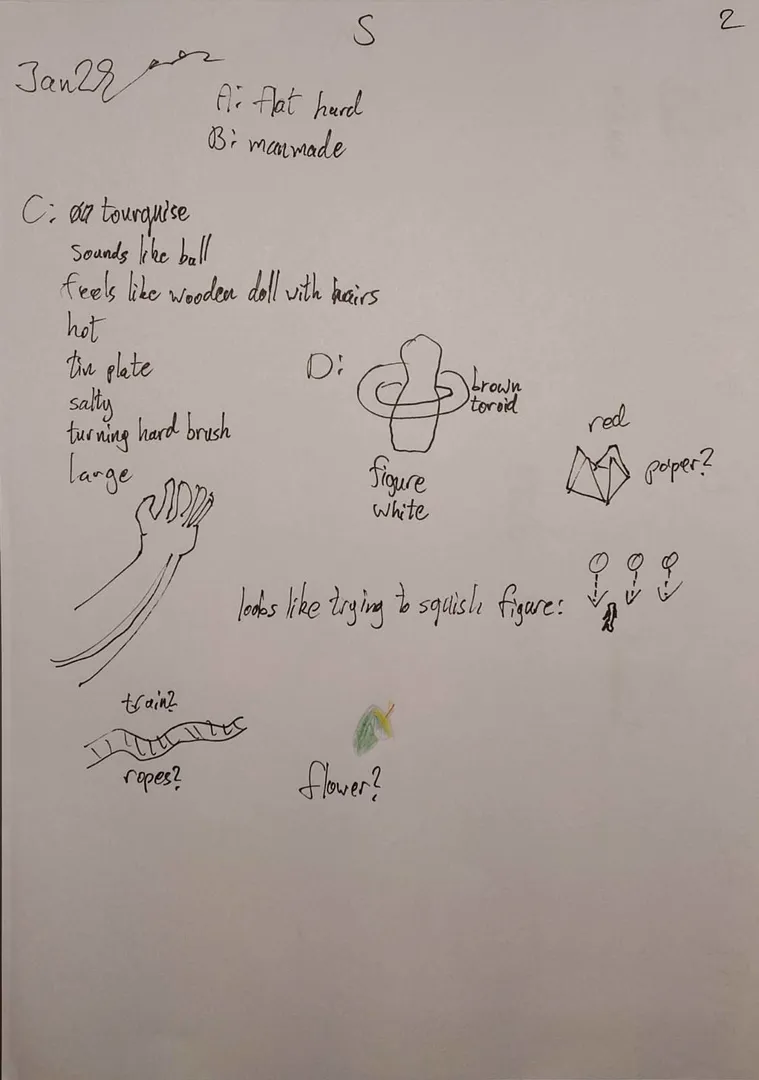 S
2
Jan28
A: flat hard
B: manmade
C: tourquise
sounds like ball
feels like wooden doll with hairs
hot
tin plate
salty
turning hard brush
large
D:
brown
toroid
figure
white
red
paper?
looks like trying to squish figure:
train?
ropes?
flower?